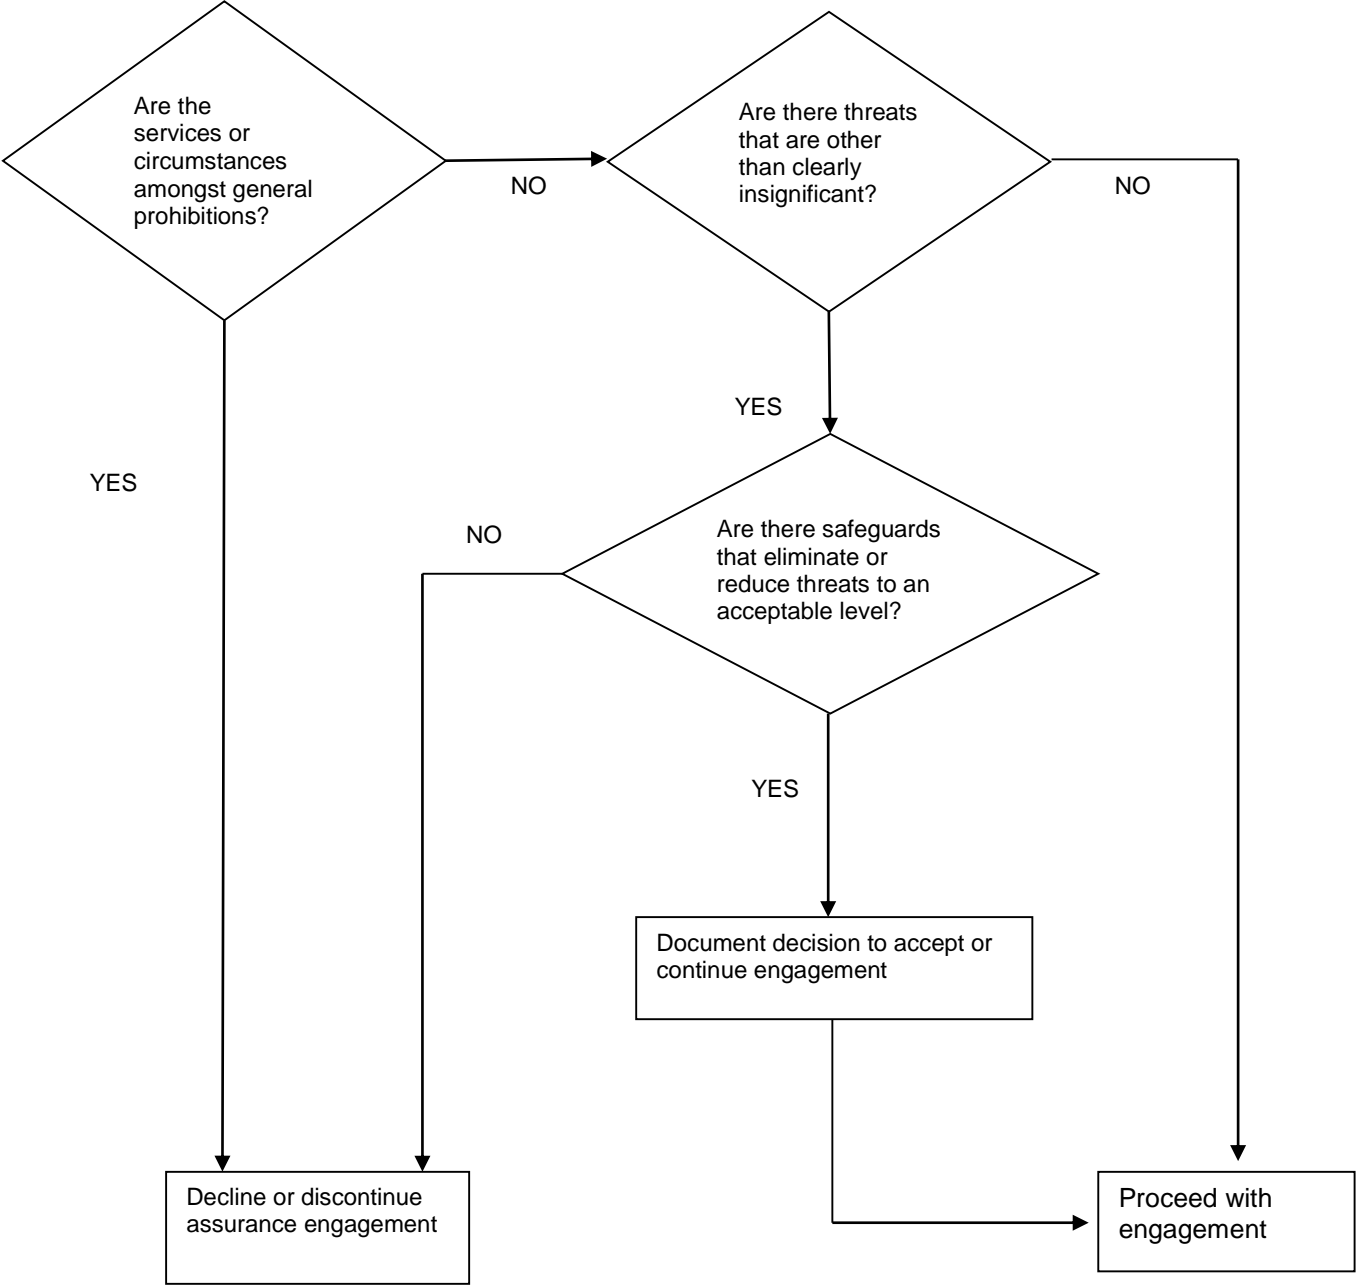 Are the
services or
circumstances
amongst general
prohibitions?
NO
Are there threats
that are other
than clearly
insignificant?
NO
YES
YES
NO
Are there safeguards
that eliminate or
reduce threats to an
acceptable level?
YES
Document decision to accept or
continue engagement
Decline or discontinue
assurance engagement
Proceed with
engagement